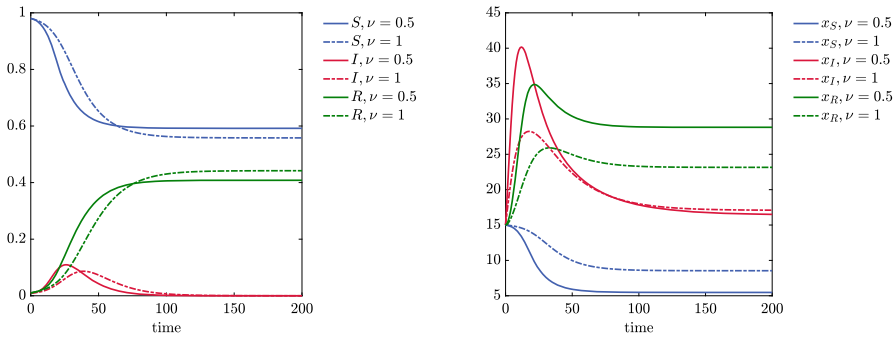 1
0.8
0.6
0.4
0.2
0
0 50 100 150 200
time
S, ν = 0.5
S, ν = 1
I, ν = 0.5
I, ν = 1
R, ν = 0.5
R, ν = 1
45
40
35
30
25
20
15
10
5
0 50 100 150 200
time
x_S, ν = 0.5
x_S, ν = 1
x_I, ν = 0.5
x_I, ν = 1
x_R, ν = 0.5
x_R, ν = 1